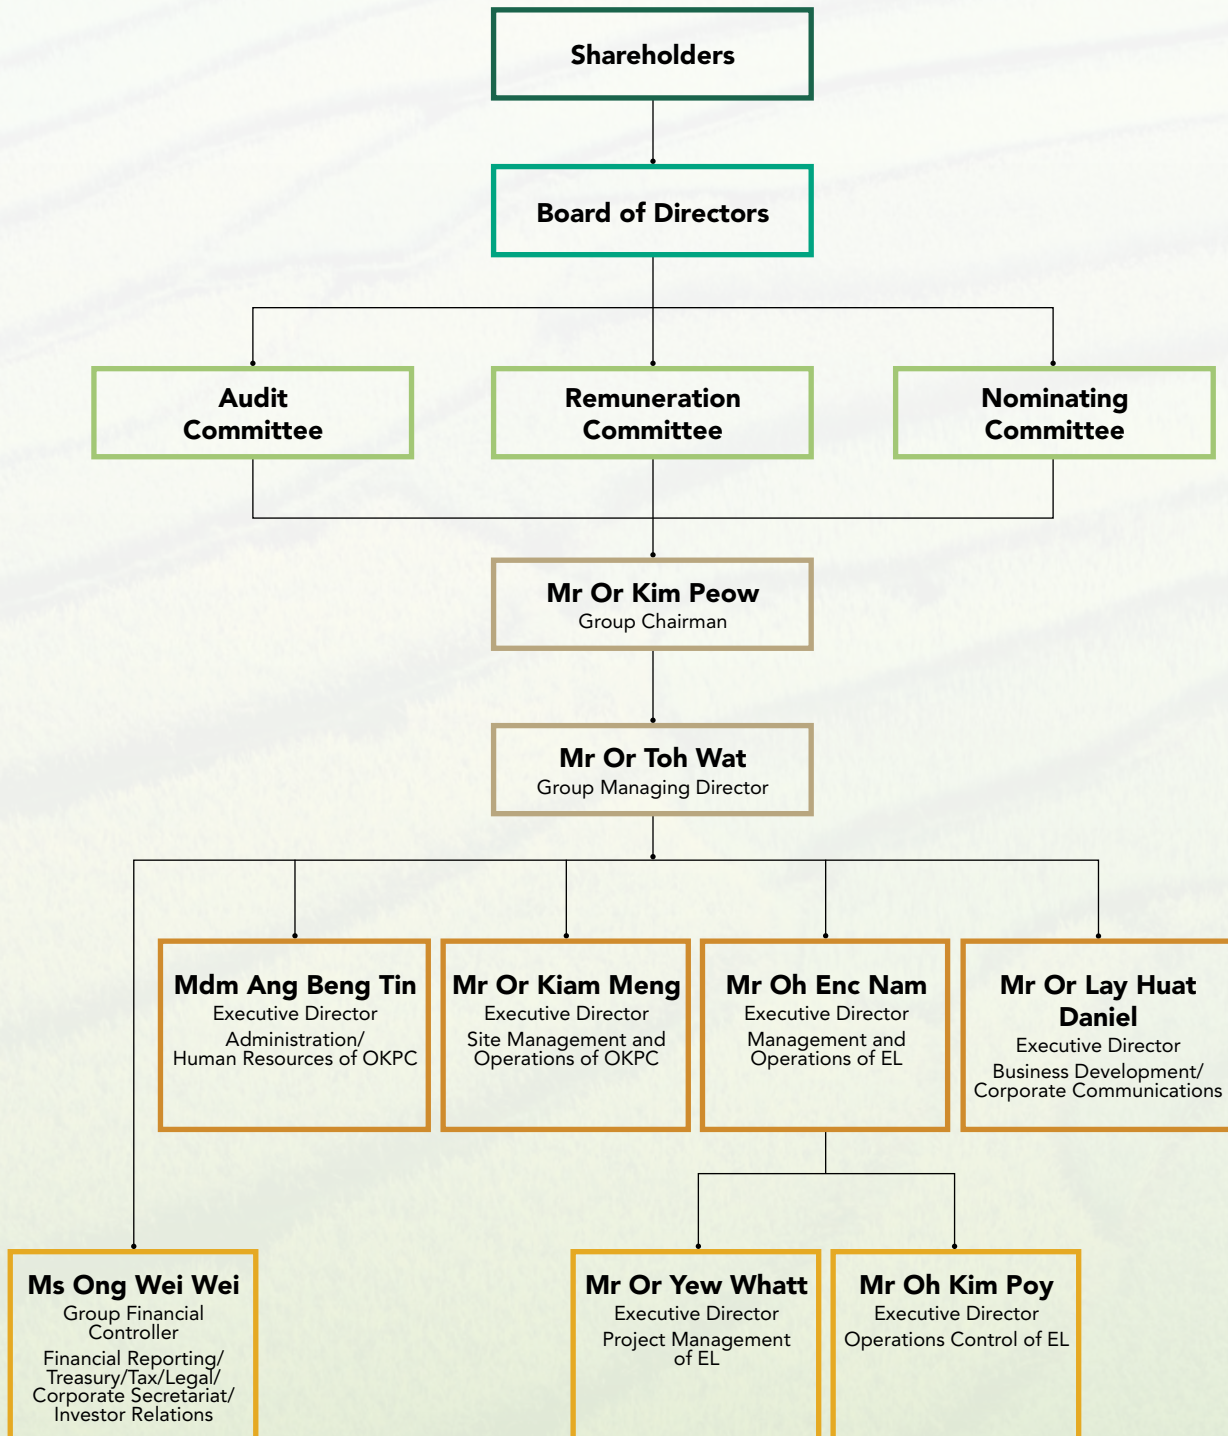 Shareholders
Board of Directors
Audit
Committee
Remuneration
Committee
Nominating
Committee
Mr Or Kim Peow
Group Chairman
Mr Or Toh Wat
Group Managing Director
Mdm Ang Beng Tin
Executive Director
Administration/
Human Resources of OKPC
Mr Or Kiam Meng
Executive Director
Site Management and
Operations of OKPC
Mr Oh Enc Nam
Executive Director
Management and
Operations of EL
Mr Or Lay Huat
Daniel
Executive Director
Business Development/
Corporate Communications
Ms Ong Wei Wei
Group Financial
Controller
Financial Reporting/
Treasury/Tax/Legal/
Corporate Secretariat/
Investor Relations
Mr Or Yew Whatt
Executive Director
Project Management
of EL
Mr Oh Kim Poy
Executive Director
Operations Control of EL